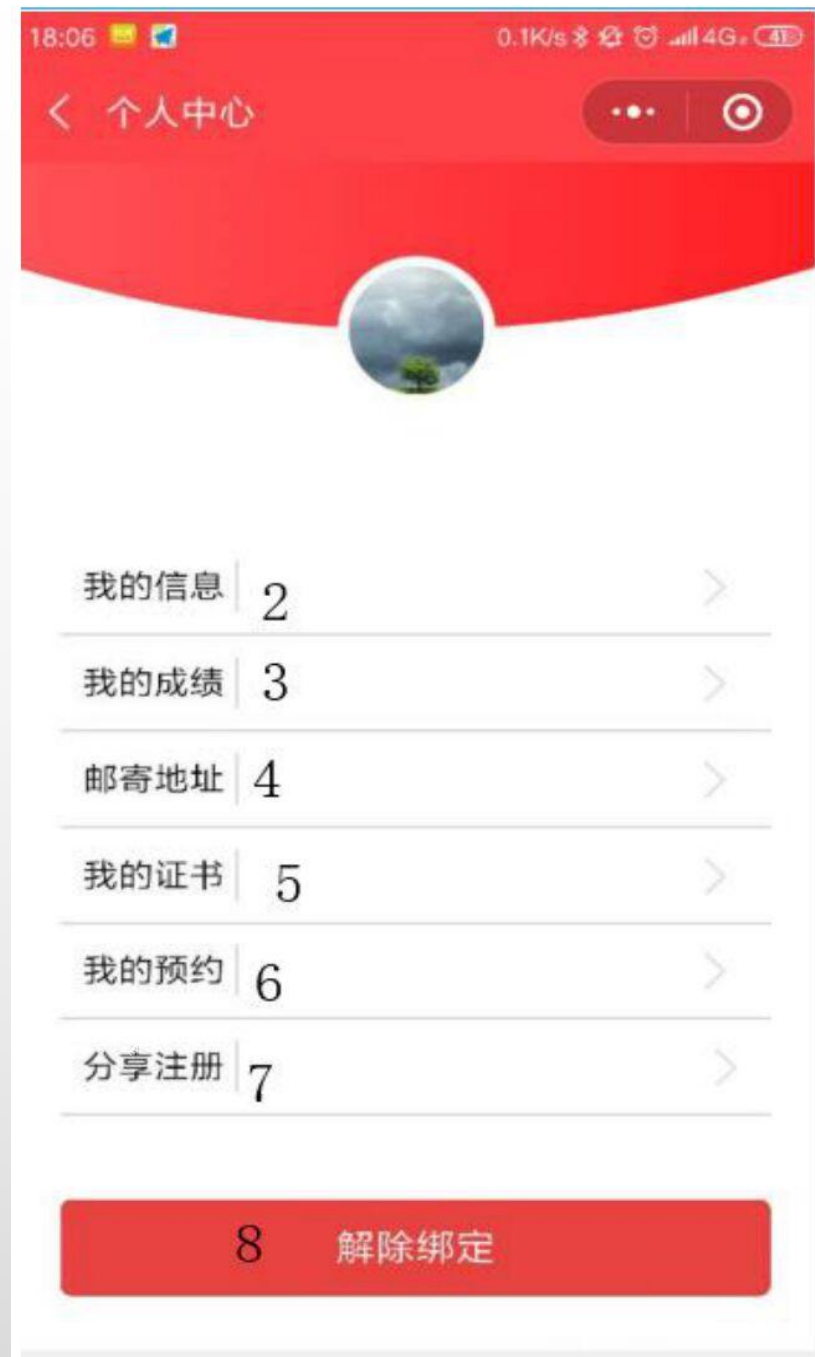 18:06 0.1K/s 4G 41
个人中心
我的信息 2
我的成绩 3
邮寄地址 4
我的证书 5
我的预约 6
分享注册 7
8 解除绑定